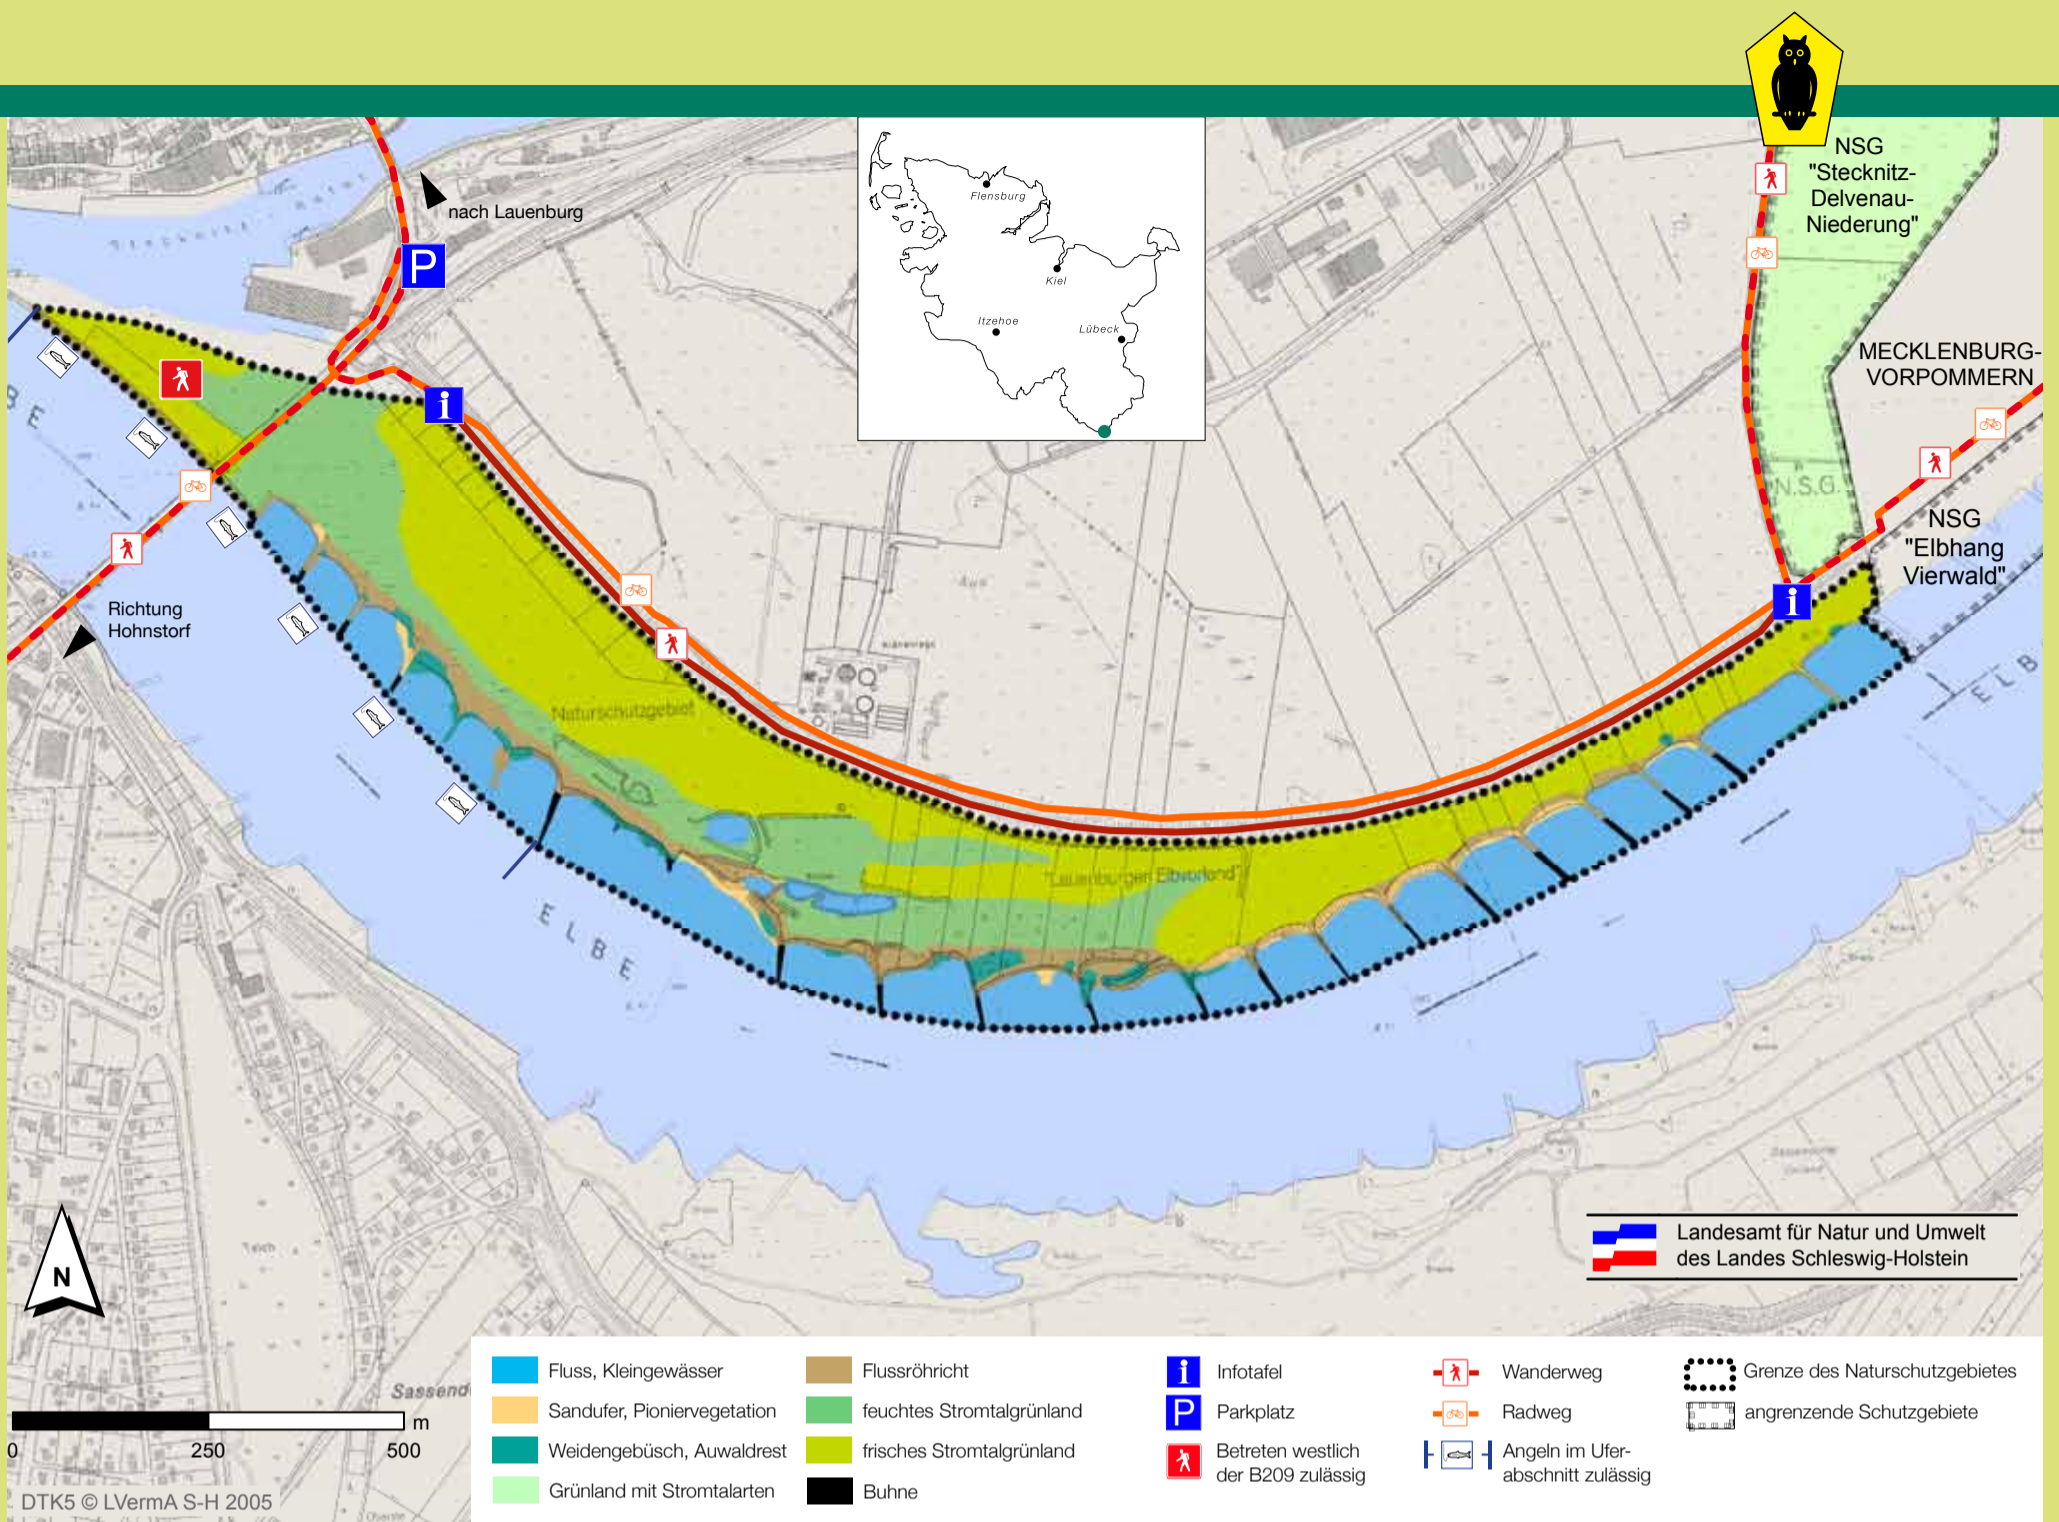 NSG
"Stecknitz-
Delvenau-
Niederung"
nach Lauenburg
P
Flensburg
Kiel
Itzehoe
Lübeck
MECKLENBURG-
VORPOMMERN
i
B E
N.S.G.
NSG
"Elbhang
Vierwald"
i
Richtung
Hohnstorf
E L B
Naturschutzgebiet
"Lauenburger Elbvorland"
E L B E
Landesamt für Natur und Umwelt
des Landes Schleswig-Holstein
N
Teich
Sassend
m
0 250 500
DTK5 © LVermA S-H 2005
Fluss, Kleingewässer
Sandufer, Pioniervegetation
Weidengebüsch, Auwaldrest
Grünland mit Stromtalarten
Flussröhricht
feuchtes Stromtalgrünland
frisches Stromtalgrünland
Buhne
i Infotafel
P Parkplatz
Betreten westlich
der B209 zulässig
Wanderweg
Radweg
Angeln im Ufer-
abschnitt zulässig
Grenze des Naturschutzgebietes
angrenzende Schutzgebiete